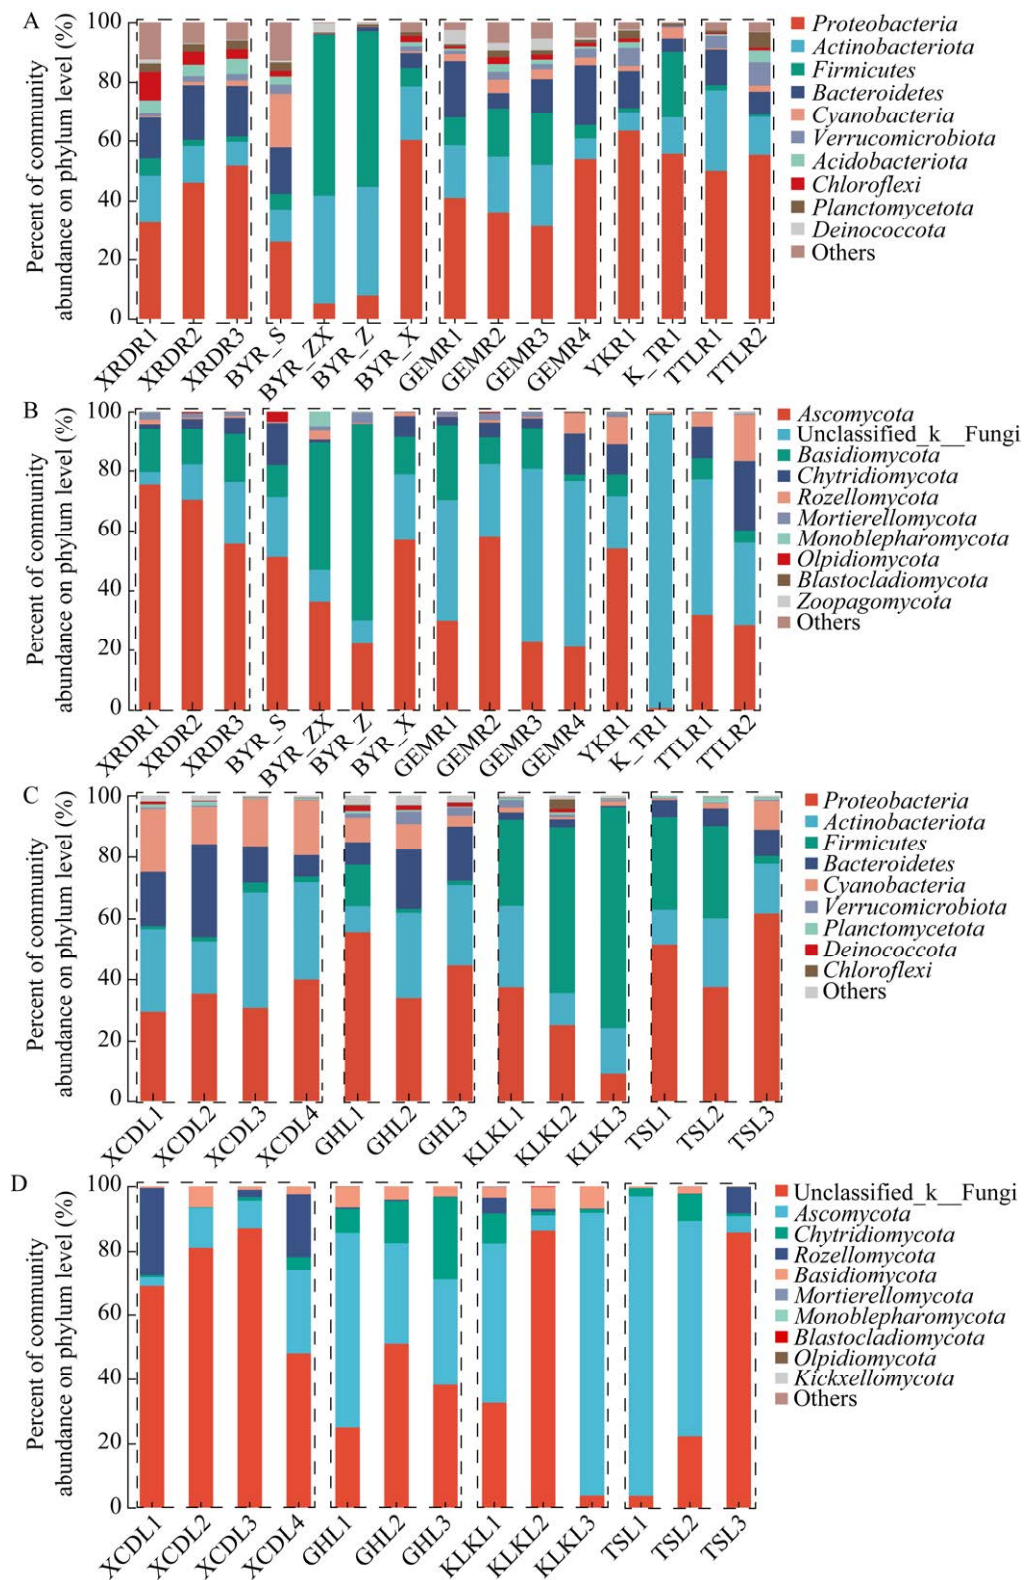 A
Percent of community
abundance on phylum level (%)
100
80
60
40
20
0
XRDR1
XRDR2
XRDR3
BYR_S
BYR_ZX
BYR_Z
BYR_X
GEMR1
GEMR2
GEMR3
GEMR4
YKR1
K_TR1
TTLR1
TTLR2
Proteobacteria
Actinobacteriota
Firmicutes
Bacteroidetes
Cyanobacteria
Verrucomicrobiota
Acidobacteriota
Chloroflexi
Planctomycetota
Deinococcota
Others
B
Percent of community
abundance on phylum level (%)
100
80
60
40
20
0
XRDR1
XRDR2
XRDR3
BYR_S
BYR_ZX
BYR_Z
BYR_X
GEMR1
GEMR2
GEMR3
GEMR4
YKR1
K_TR1
TTLR1
TTLR2
Ascomycota
Unclassified_k__Fungi
Basidiomycota
Chytridiomycota
Rozellomycota
Mortierellomycota
Monoblepharomycota
Olpidiomycota
Blastocladiomycota
Zoopagomycota
Others
C
Percent of community
abundance on phylum level (%)
100
80
60
40
20
0
XCDL1
XCDL2
XCDL3
XCDL4
GHL1
GHL2
GHL3
KLKL1
KLKL2
KLKL3
TSL1
TSL2
TSL3
Proteobacteria
Actinobacteriota
Firmicutes
Bacteroidetes
Cyanobacteria
Verrucomicrobiota
Planctomycetota
Deinococcota
Chloroflexi
Others
D
Percent of community
abundance on phylum level (%)
100
80
60
40
20
0
XCDL1
XCDL2
XCDL3
XCDL4
GHL1
GHL2
GHL3
KLKL1
KLKL2
KLKL3
TSL1
TSL2
TSL3
Unclassified_k__Fungi
Ascomycota
Chytridiomycota
Rozellomycota
Basidiomycota
Mortierellomycota
Monoblepharomycota
Blastocladiomycota
Olpidiomycota
Kickxellomycota
Others